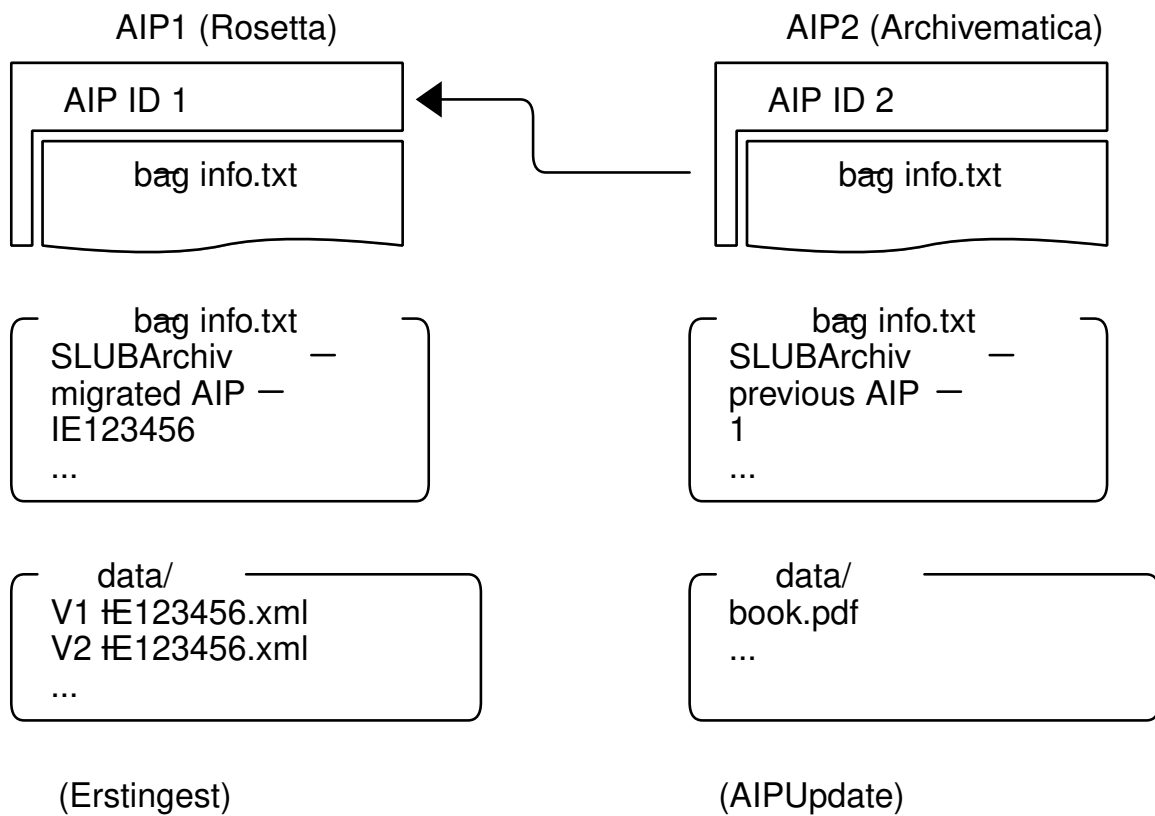 AIP1 (Rosetta)
AIP ID 1
bag info.txt
bag info.txt
SLUBArchiv —
migrated AIP —
IE123456
...
data/
V1 IE123456.xml
V2 IE123456.xml
...
(Erstingest)
AIP2 (Archivematica)
AIP ID 2
bag info.txt
bag info.txt
SLUBArchiv —
previous AIP —
1
...
data/
book.pdf
...
(AIPUpdate)